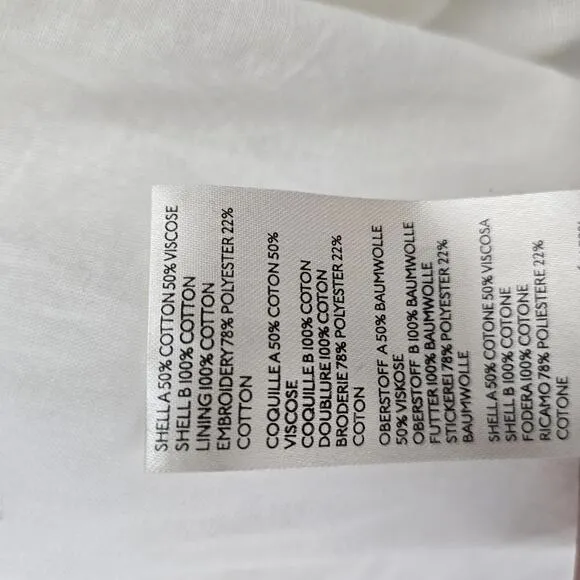 SHELL A 50% COTTON 50% VISCOSE
SHELL B 100% COTTON
LINING 100% COTTON
EMBROIDERY 78% POLYESTER 22%
COTTON
COQUILLE A 50% COTON 50%
VISCOSE
COQUILLE B 100% COTON
DOUBLURE 100% COTON
BRODERIE 78% POLYESTER 22%
COTON
OBERSTOFF A 50% BAUMWOLLE
50% VISKOSE
OBERSTOFF B 100% BAUMWOLLE
FUTTER 100% BAUMWOLLE
STICKEREI 78% POLYESTER 22%
BAUMWOLLE
SHELL A 50% COTONE 50% VISCOSA
SHELL B 100% COTONE
FODERA 100% COTONE
RICAMO 78% POLIESTERE 22%
COTONE